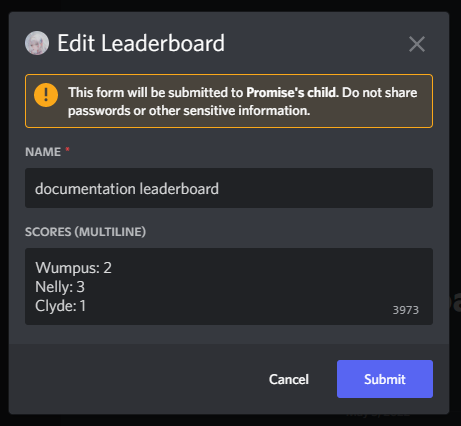 Edit Leaderboard
This form will be submitted to Promise's child. Do not share
passwords or other sensitive information.
NAME *
documentation leaderboard
SCORES (MULTILINE)
Wumpus: 2
Nelly: 3
Clyde: 1
3973
Cancel
Submit